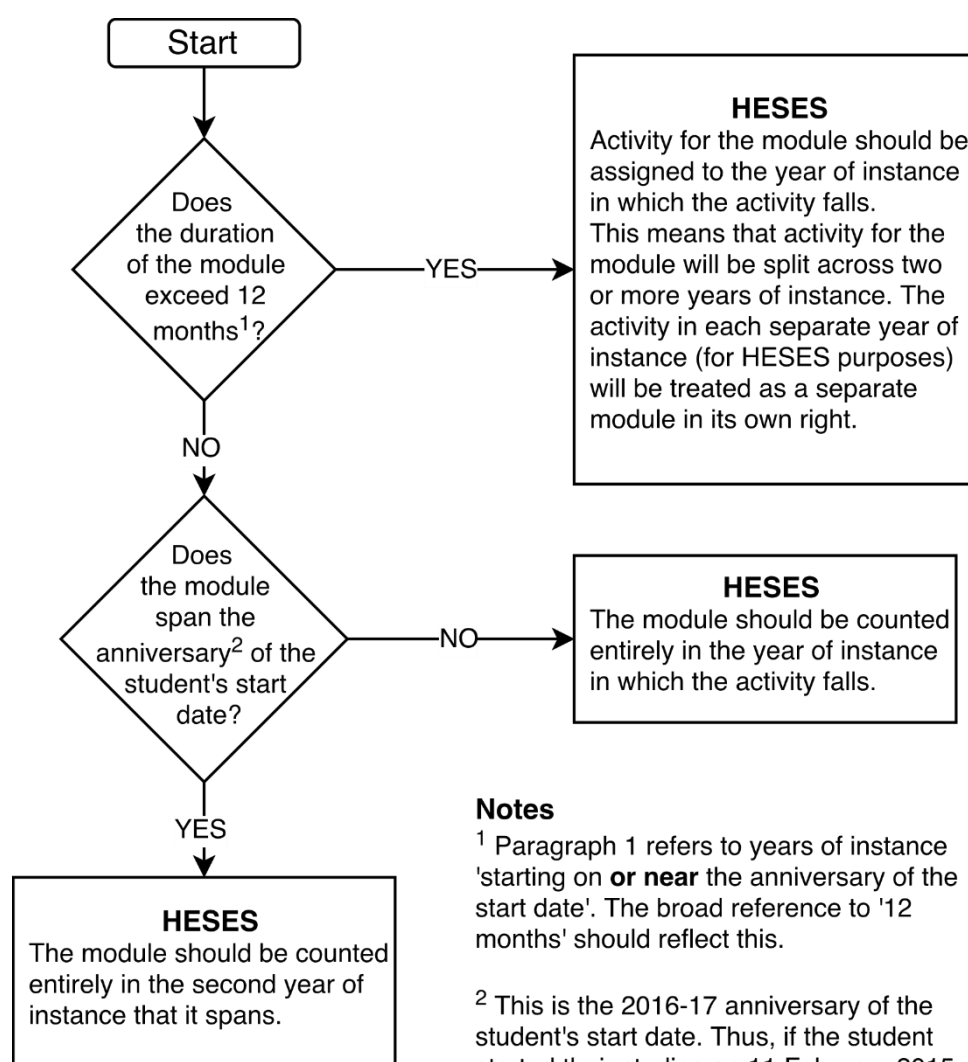 Start
Does
the duration
of the module
exceed 12
months¹?
YES
HESES
Activity for the module should be
assigned to the year of instance
in which the activity falls.
This means that activity for the
module will be split across two
or more years of instance. The
activity in each separate year of
instance (for HESES purposes)
will be treated as a separate
module in its own right.
NO
Does
the module
span the
anniversary² of the
student's start
date?
NO
HESES
The module should be counted
entirely in the year of instance
in which the activity falls.
YES
HESES
The module should be counted
entirely in the second year of
instance that it spans.
Notes
¹ Paragraph 1 refers to years of instance
'starting on or near the anniversary of the
start date'. The broad reference to '12
months' should reflect this.
² This is the 2016-17 anniversary of the
student's start date. Thus, if the student